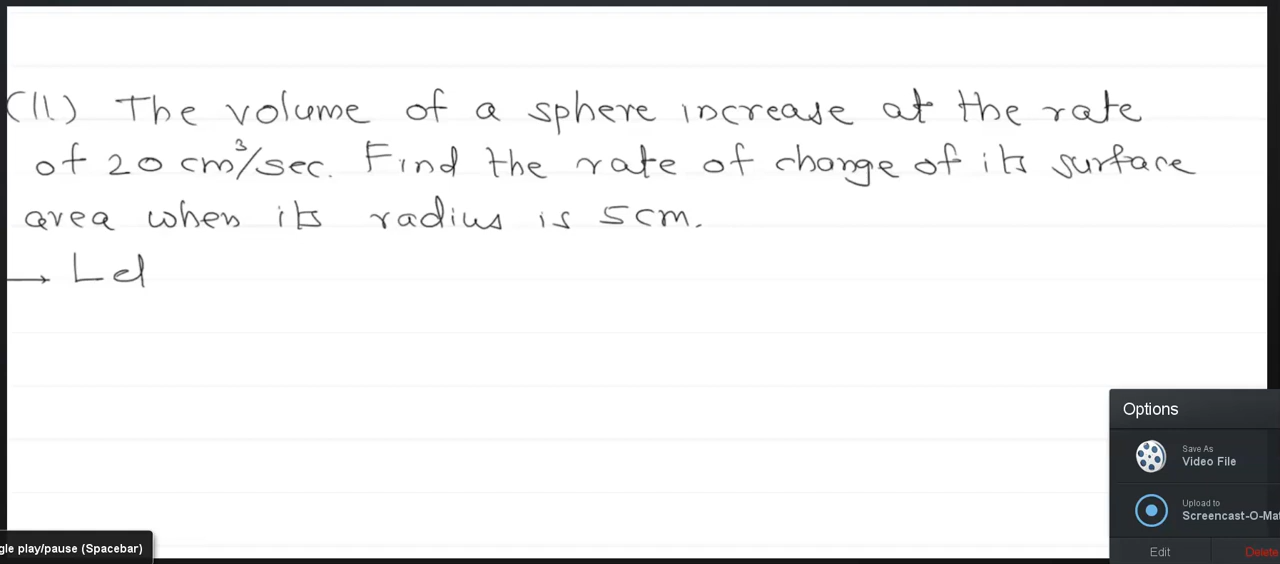 (11) The volume of a sphere increase at the rate
of 20 cm³/sec. Find the rate of change of its surface
area when its radius is 5cm.
→ Let
Options
Save As
Video File
Upload to
Screencast-O-Mat
Edit
Delete
gle play/pause (Spacebar)